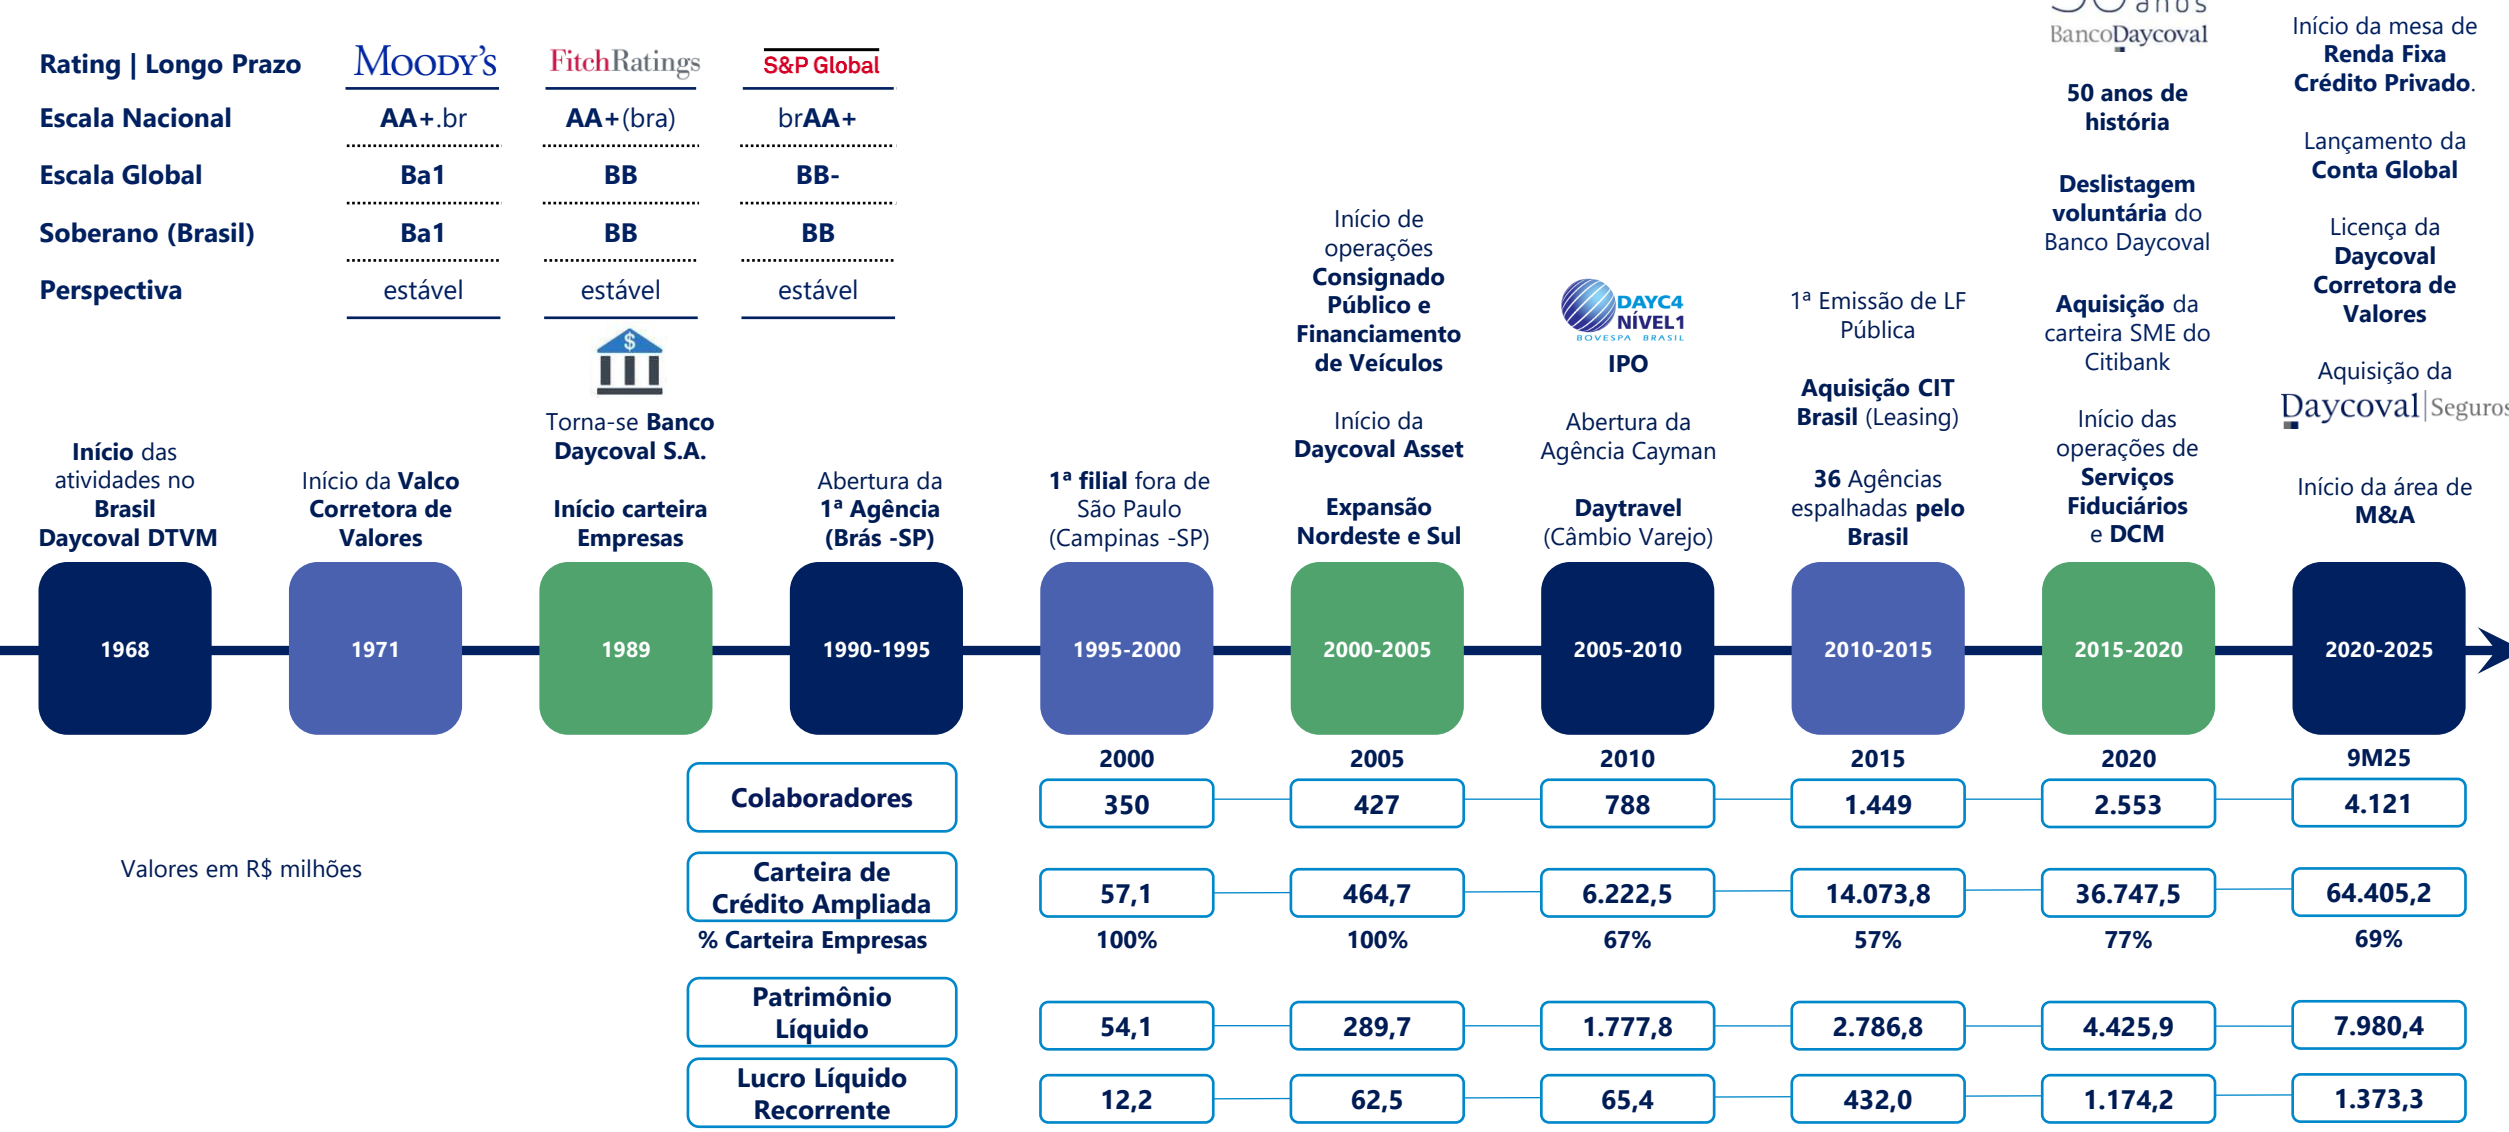 Rating | Longo Prazo
MOODY'S
FitchRatings
S&P Global
Escala Nacional
AA+.br
AA+(bra)
brAA+
Escala Global
Ba1
BB
BB-
Soberano (Brasil)
Ba1
BB
BB
Perspectiva
estável
estável
estável
Início das
atividades no
Brasil
Daycoval DTVM
Início da Valco
Corretora de
Valores
$
Torna-se Banco
Daycoval S.A.
Início carteira
Empresas
Abertura da
1ª Agência
(Brás -SP)
1ª filial fora de
São Paulo
(Campinas -SP)
Início de
operações
Consignado
Público e
Financiamento
de Veículos
Início da
Daycoval Asset
Expansão
Nordeste e Sul
DAYC4
NÍVEL1
BOVESPA BRASIL
IPO
Abertura da
Agência Cayman
Daytravel
(Câmbio Varejo)
1ª Emissão de LF
Pública
Aquisição CIT
Brasil (Leasing)
36 Agências
espalhadas pelo
Brasil
anos
BancoDaycoval
50 anos de
história
Deslistagem
voluntária do
Banco Daycoval
Aquisição da
carteira SME do
Citibank
Início das
operações de
Serviços
Fiduciários
e DCM
Início da mesa de
Renda Fixa
Crédito Privado.
Lançamento da
Conta Global
Licença da
Daycoval
Corretora de
Valores
Aquisição da
Daycoval Seguros
Início da área de
M&A
1968
1971
1989
1990-1995
1995-2000
2000-2005
2005-2010
2010-2015
2015-2020
2020-2025
2000
2005
2010
2015
2020
9M25
Colaboradores
350
427
788
1.449
2.553
4.121
Valores em R$ milhões
Carteira de
Crédito Ampliada
57,1
464,7
6.222,5
14.073,8
36.747,5
64.405,2
% Carteira Empresas
100%
100%
67%
57%
77%
69%
Patrimônio
Líquido
54,1
289,7
1.777,8
2.786,8
4.425,9
7.980,4
Lucro Líquido
Recorrente
12,2
62,5
65,4
432,0
1.174,2
1.373,3